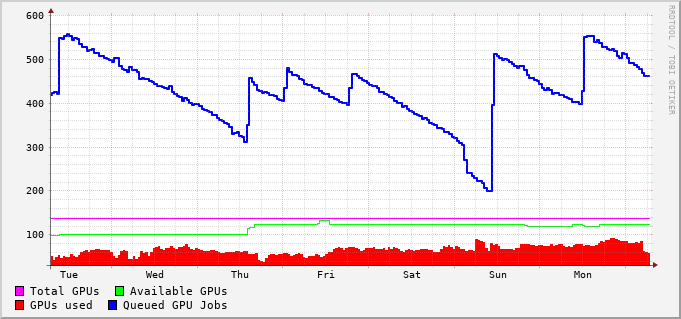 600
500
400
300
200
100
Tue Wed Thu Fri Sat Sun Mon
Total GPUs Available GPUs
GPUs used Queued GPU Jobs
RRDTOOL / TOBI OETIKER